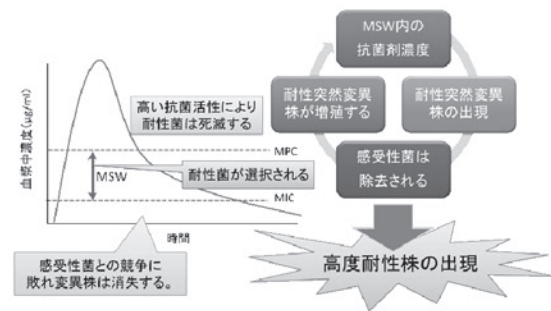 血漿中濃度(μg/ml)
高い抗菌活性により
耐性菌は死滅する
MPC
MSW
耐性菌が選択される
MIC
時間
感受性菌との競争に
敗れ変異株は消失する。
MSW内の
抗菌剤濃度
耐性突然変異
株の出現
感受性菌は
除去される
耐性突然変異
株が増殖する
高度耐性株の出現